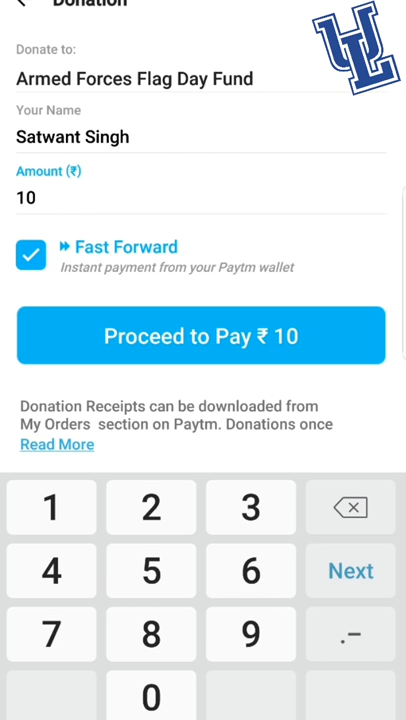 Donation
UL
Donate to:
Armed Forces Flag Day Fund
Your Name
Satwant Singh
Amount (₹)
10
Fast Forward
Instant payment from your Paytm wallet
Proceed to Pay ₹ 10
Donation Receipts can be downloaded from
My Orders section on Paytm. Donations once
Read More
1 2 3
4 5 6 Next
7 8 9 .-
0